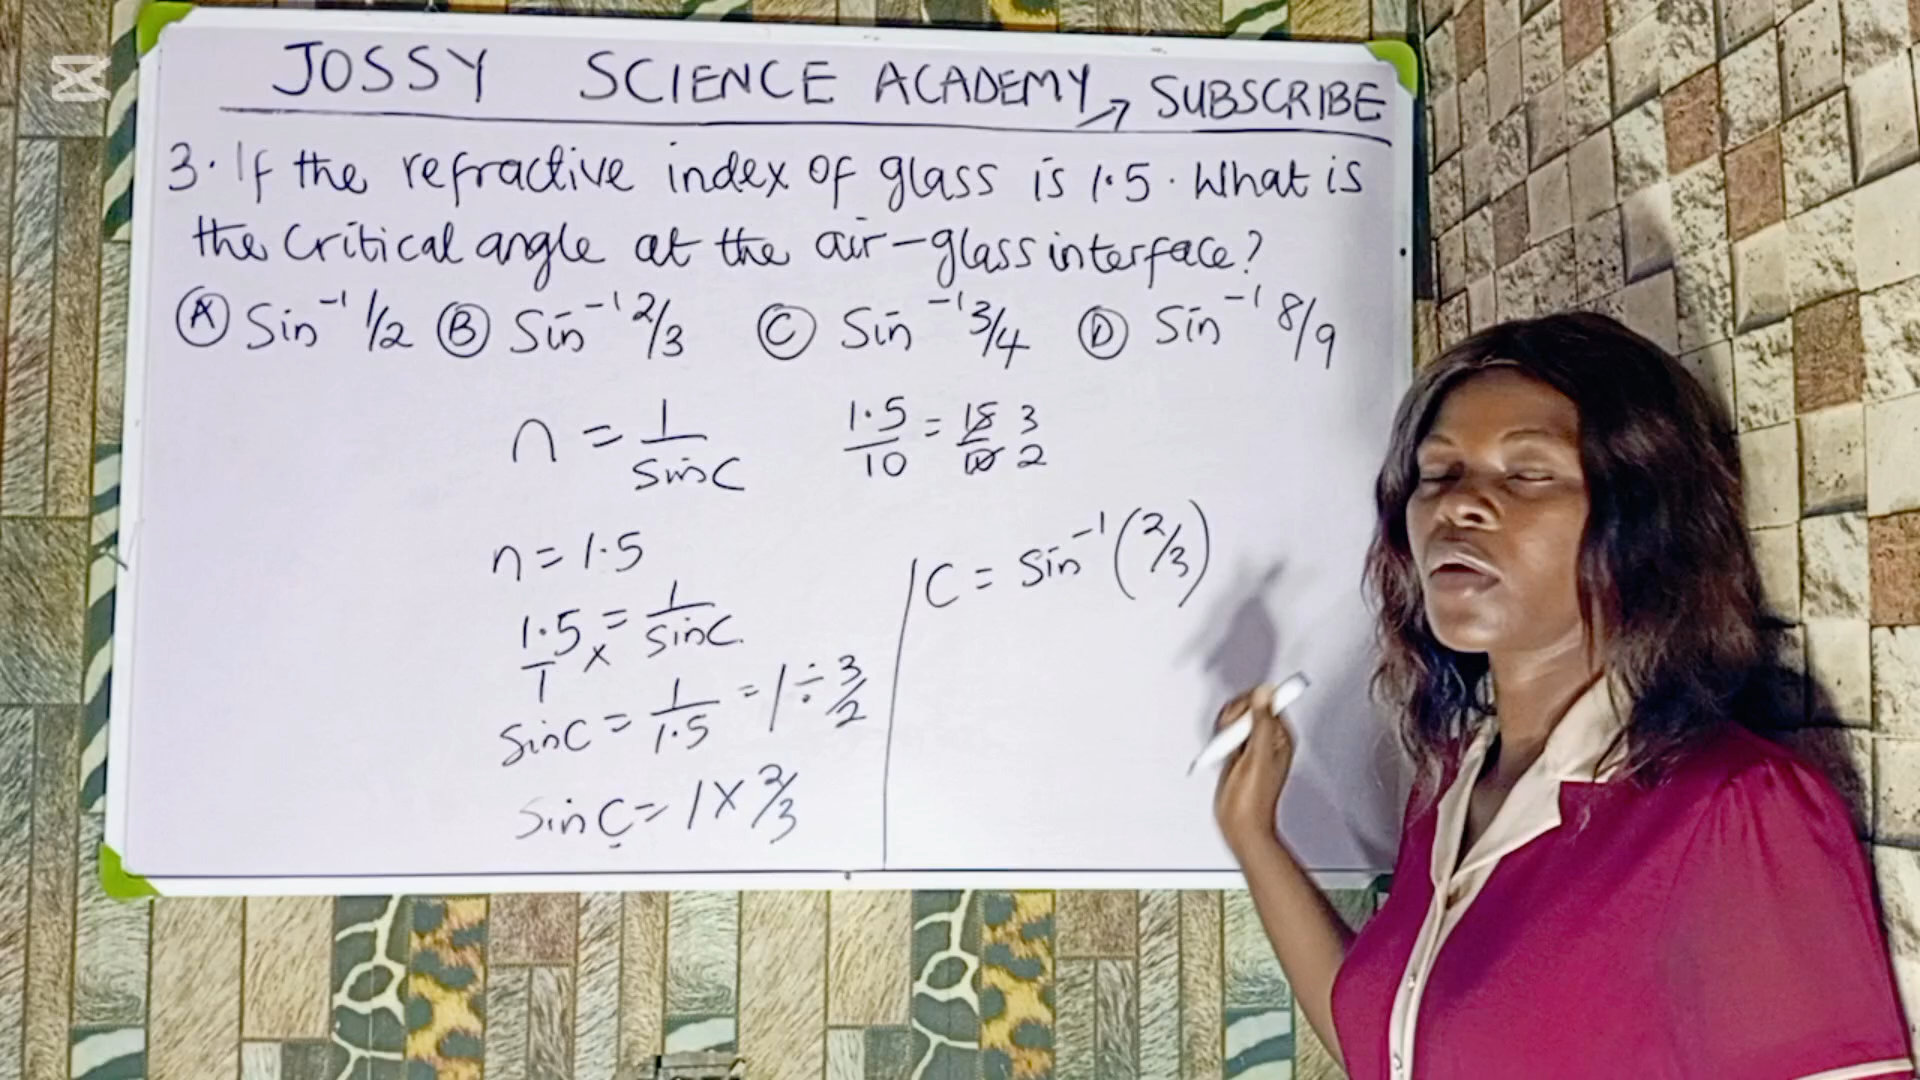 JOSSY SCIENCE ACADEMY → SUBSCRIBE
3. If the refractive index of glass is 1.5. What is
the critical angle at the air-glass interface?
(A) Sin⁻¹ 1/2 (B) Sin⁻¹ 2/3 (C) Sin⁻¹ 3/4 (D) Sin⁻¹ 8/9
n = 1/sinC
1.5/10 = 15/10 3/2
n = 1.5
1.5/1 × = 1/sinC.
sinC = 1/1.5 = 1 ÷ 3/2
sinC = 1 × 2/3
C = Sin⁻¹ (2/3)